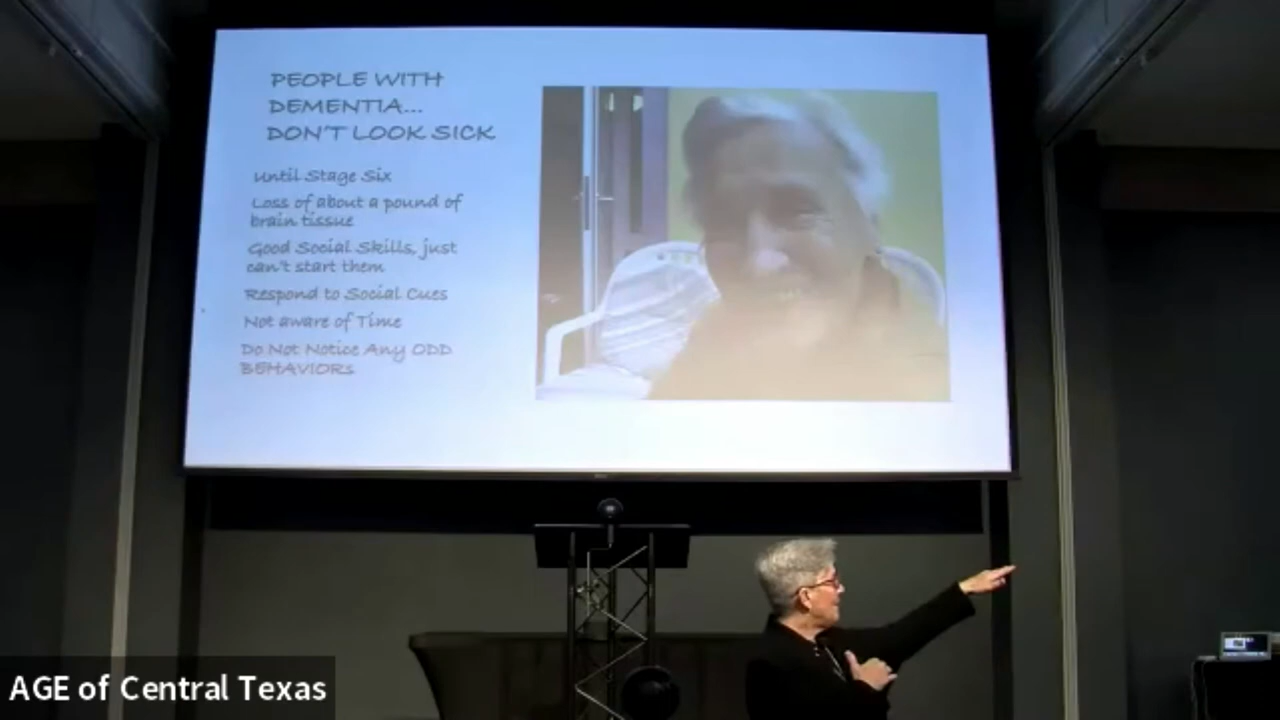 PEOPLE WITH
DEMENTIA...
DON'T LOOK SICK
Until Stage Six
Loss of about a pound of
brain tissue
Good Social Skills, just
can't start them
Respond to Social Cues
Not aware of Time
Do Not Notice Any ODD
BEHAVIORs
AGE of Central Texas